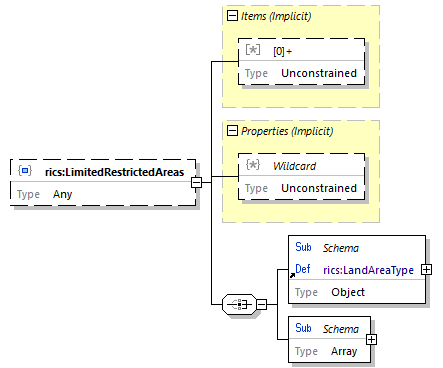 Items (Implicit)
[*] [0]+
Type Unconstrained
Properties (Implicit)
{*} Wildcard
Type Unconstrained
rics:LimitedRestrictedAreas
Type Any
Sub Schema
Def rics:LandAreaType
Type Object
Sub Schema
Type Array